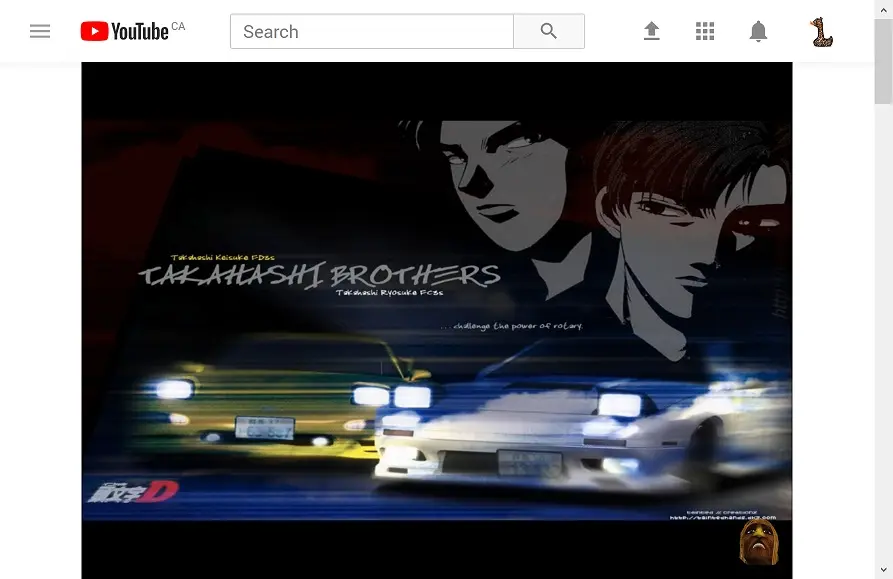 YouTube CA
Search
Takahashi Keisuke FD3s
TAKAHASHI BROTHERS
Takahashi Ryosuke FC3s
... challenge the power of rotary.
頭文字D